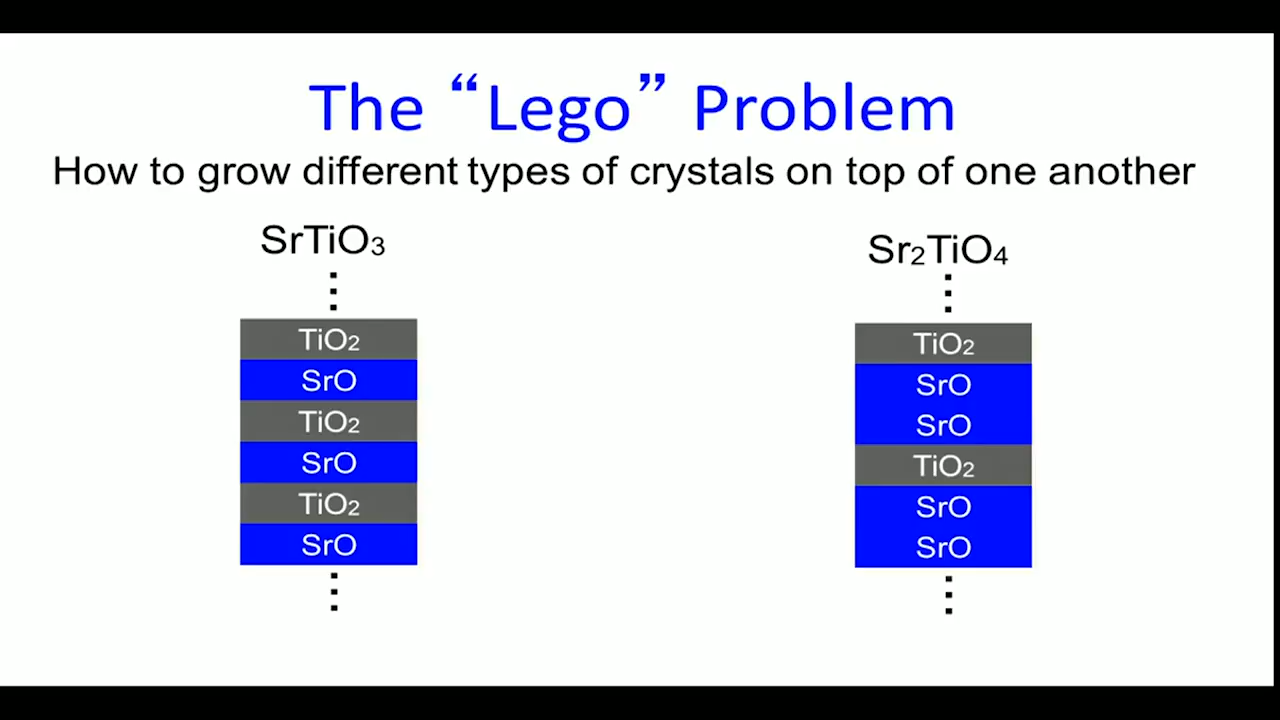 The “Lego” Problem
How to grow different types of crystals on top of one another
SrTiO₃
TiO₂
SrO
TiO₂
SrO
TiO₂
SrO
Sr₂TiO₄
TiO₂
SrO
SrO
TiO₂
SrO
SrO